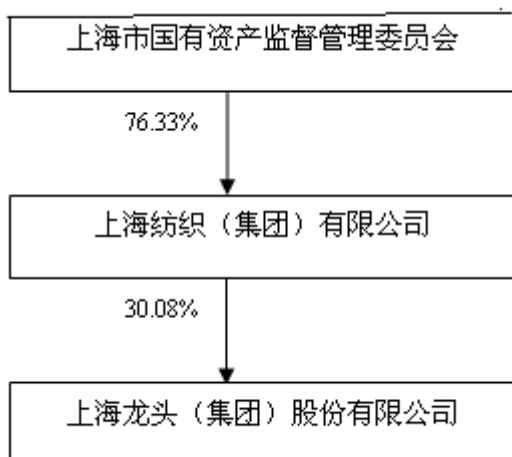 上海市国有资产监督管理委员会
76.33%
上海纺织（集团）有限公司
30.08%
上海龙头（集团）股份有限公司